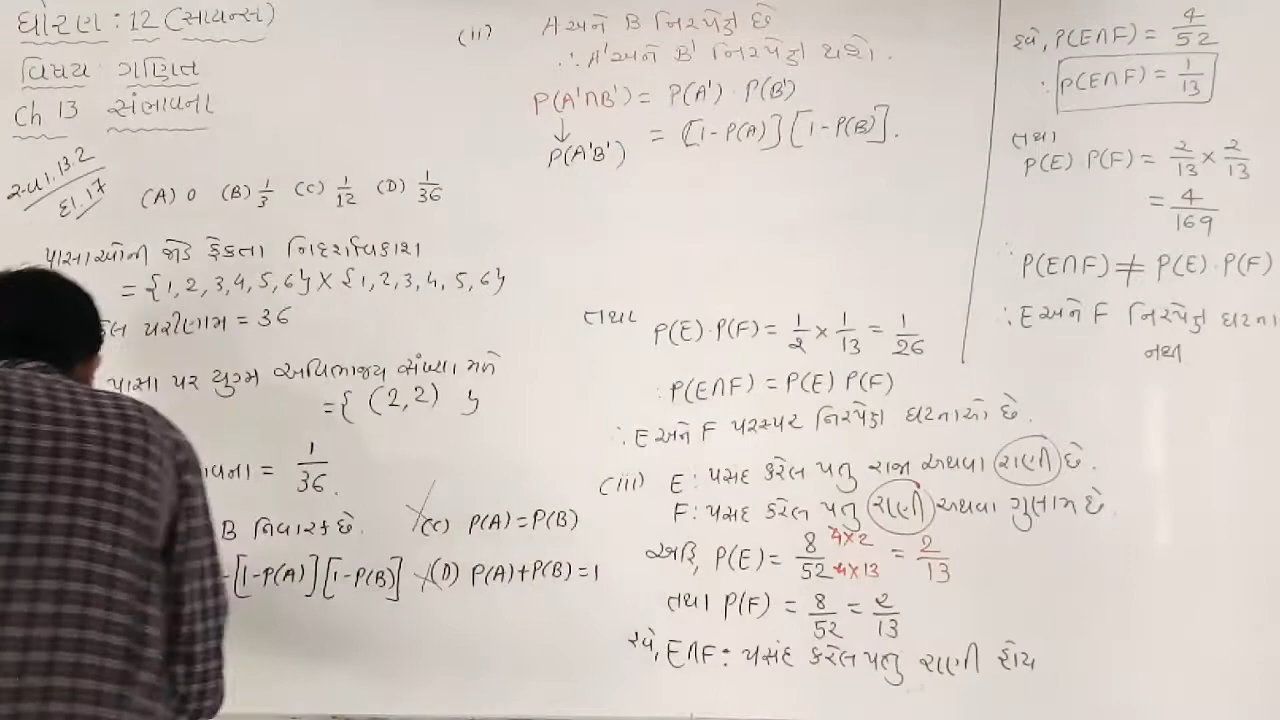 ધોરણ : 12 (સાયન્સ)
વિષય ગણિત
Ch 13 સંભાવના
સ્વા. 13.2
દા. 17
(A) 0 (B) 1/3 (C) 1/12 (D) 1/36
પાસાઓની જોડ ફેંકતા નિદર્શાવકાશ
= {1, 2, 3, 4, 5, 6} × {1, 2, 3, 4, 5, 6}
પરીણામ = 36
પાસા પર યુગ્મ અવિભાજ્ય સંખ્યા મળે
= { (2, 2) }
= 1/36.
B નિવારક છે.
(C) P(A) = P(B)
[1-P(A)][1-P(B)]
(D) P(A)+P(B)=1
(ii) A અને B નિરપેક્ષ છે
∴ A' અને B' નિરપેક્ષ થશે.
P(A'∩B') = P(A') · P(B')
↓
P(A'B')
= [1-P(A)] [1-P(B)].
તથા
P(E)·P(F) = 1/2 × 1/13 = 1/26
∴ P(E∩F) = P(E) P(F)
∴ E અને F પરસ્પર નિરપેક્ષ ઘટનાઓ છે.
(iii) E : પસંદ કરેલ પત્તુ રાજા અથવા રાણી છે.
F : પસંદ કરેલ પત્તુ રાણી અથવા ગુલામ છે.
અહિ, P(E) = 8/52 4×2 4×13 = 2/13
તથા P(F) = 8/52 = 2/13
હવે, E∩F : પસંદ કરેલ પત્તુ રાણી હોય
હવે, P(E∩F) = 4/52
∴ P(E∩F) = 1/13
તથા
P(E) P(F) = 2/13 × 2/13
= 4/169
∴ P(E∩F) ≠ P(E)·P(F)
∴ E અને F નિરપેક્ષ ઘટના
નથી